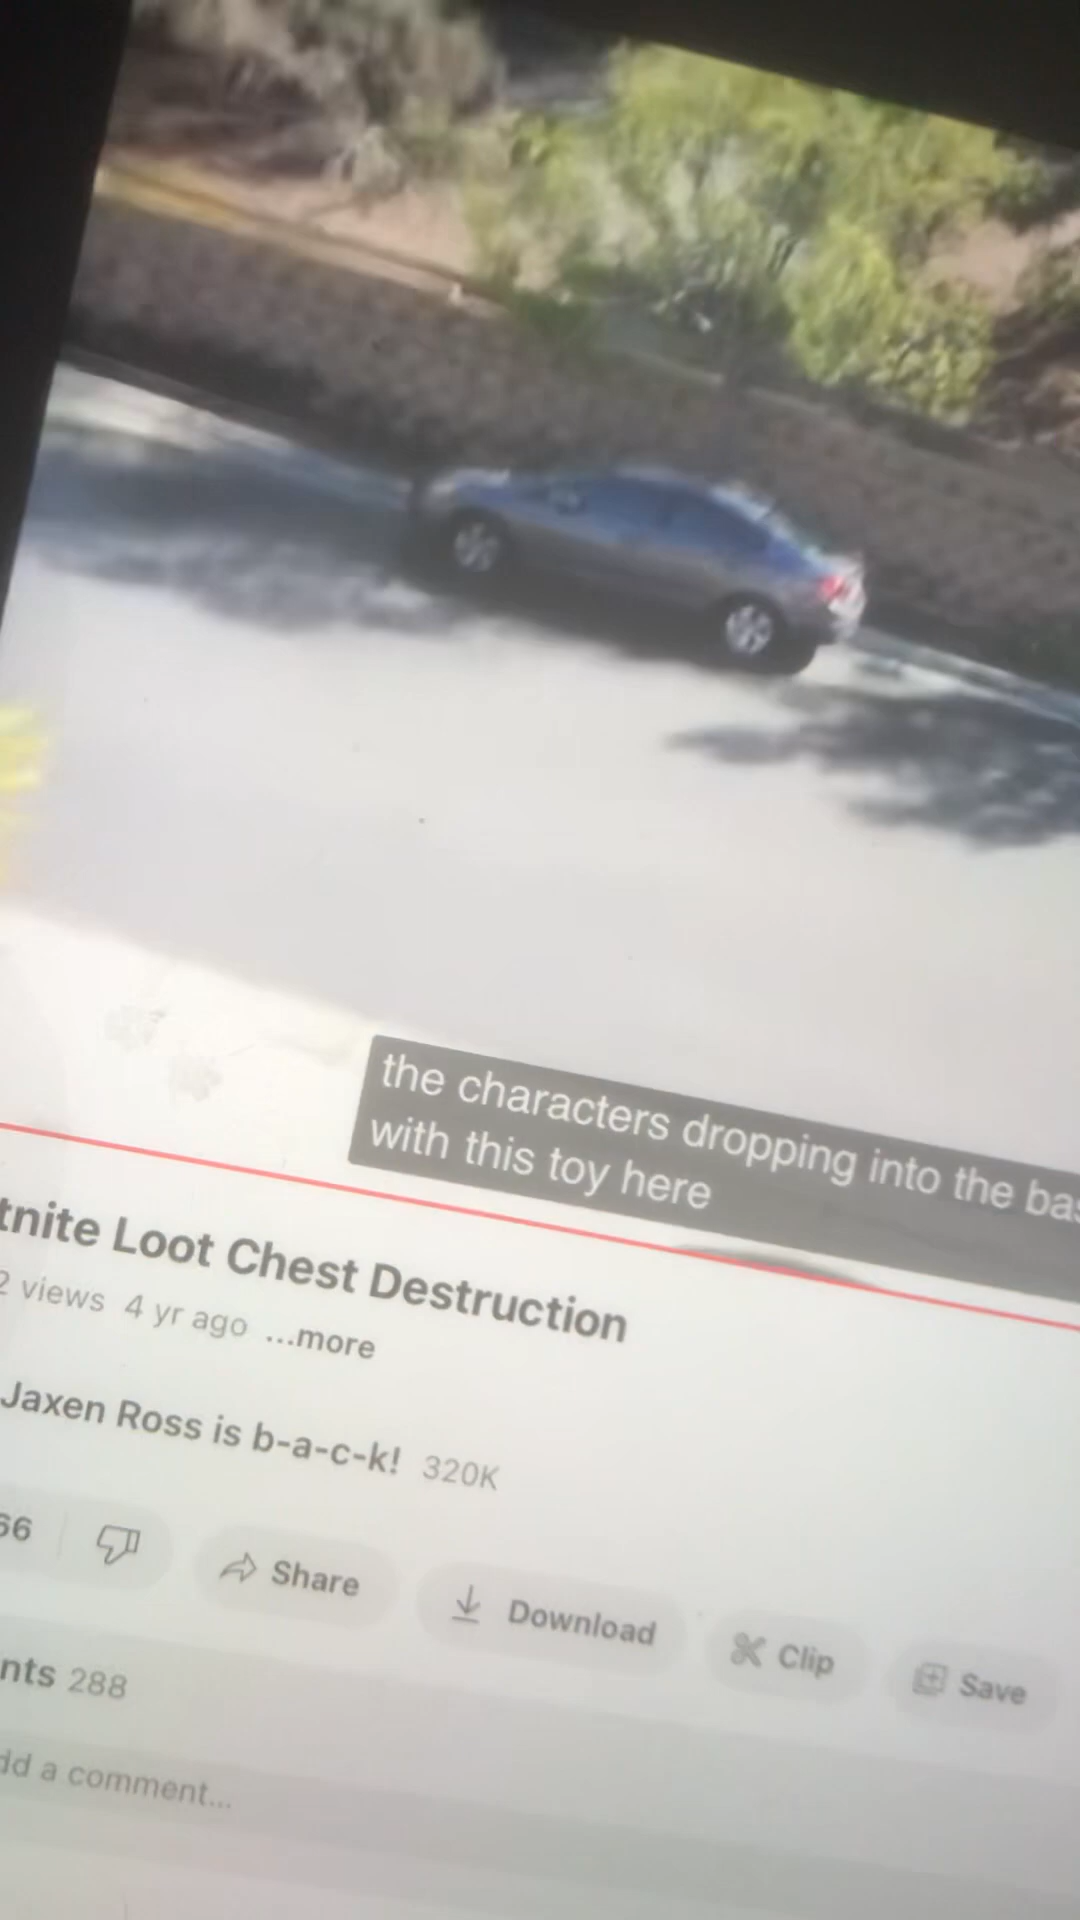 the characters dropping into the bas
with this toy here
tnite Loot Chest Destruction
2 views 4 yr ago ...more
Jaxen Ross is b-a-c-k! 320K
66 Share Download Clip Save
nts 288
dd a comment...